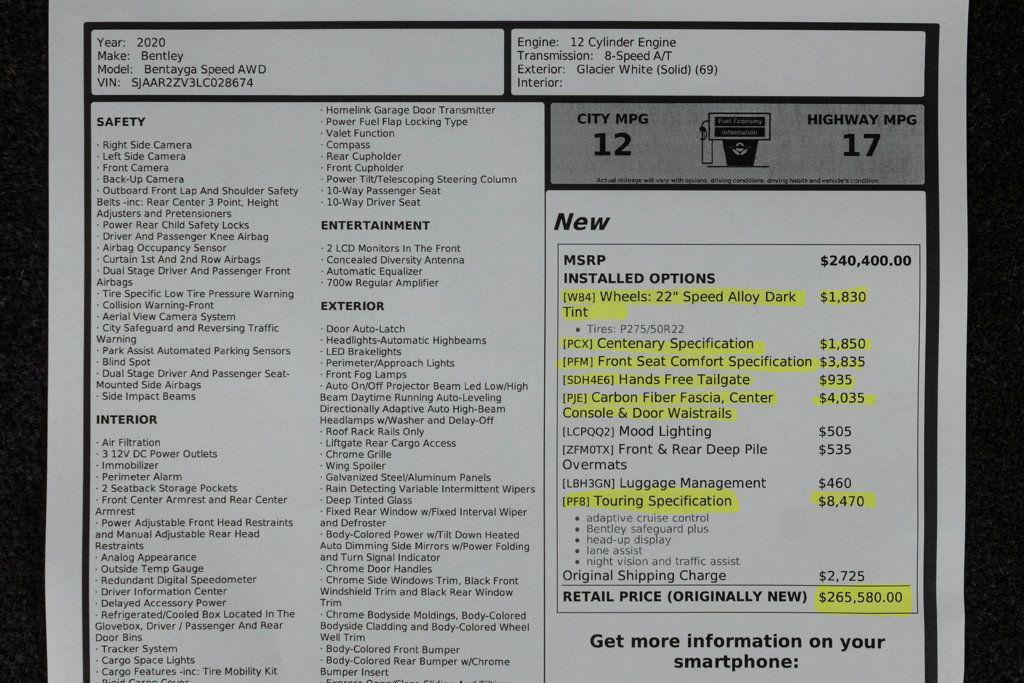 Year: 2020
Make: Bentley
Model: Bentayga Speed AWD
VIN: SJAAR2ZV3LC028674
Engine: 12 Cylinder Engine
Transmission: 8-Speed A/T
Exterior: Glacier White (Solid) (69)
Interior:
SAFETY
· Right Side Camera
· Left Side Camera
· Front Camera
· Back-Up Camera
· Outboard Front Lap And Shoulder Safety
Belts -inc: Rear Center 3 Point, Height
Adjusters and Pretensioners
· Power Rear Child Safety Locks
· Driver And Passenger Knee Airbag
· Airbag Occupancy Sensor
· Curtain 1st And 2nd Row Airbags
· Dual Stage Driver And Passenger Front
Airbags
· Tire Specific Low Tire Pressure Warning
· Collision Warning-Front
· Aerial View Camera System
· City Safeguard and Reversing Traffic
Warning
· Park Assist Automated Parking Sensors
· Blind Spot
· Dual Stage Driver And Passenger Seat-
Mounted Side Airbags
· Side Impact Beams
INTERIOR
· Air Filtration
· 3 12V DC Power Outlets
· Immobilizer
· Perimeter Alarm
· 2 Seatback Storage Pockets
· Front Center Armrest and Rear Center
Armrest
· Power Adjustable Front Head Restraints
and Manual Adjustable Rear Head
Restraints
· Analog Appearance
· Outside Temp Gauge
· Redundant Digital Speedometer
· Driver Information Center
· Delayed Accessory Power
· Refrigerated/Cooled Box Located In The
Glovebox, Driver / Passenger And Rear
Door Bins
· Tracker System
· Cargo Space Lights
· Cargo Features -inc: Tire Mobility Kit
· Rigid Cargo Cover
· Homelink Garage Door Transmitter
· Power Fuel Flap Locking Type
· Valet Function
· Compass
· Rear Cupholder
· Front Cupholder
· Power Tilt/Telescoping Steering Column
· 10-Way Passenger Seat
· 10-Way Driver Seat
ENTERTAINMENT
· 2 LCD Monitors In The Front
· Concealed Diversity Antenna
· Automatic Equalizer
· 700w Regular Amplifier
EXTERIOR
· Door Auto-Latch
· Headlights-Automatic Highbeams
· LED Brakelights
· Perimeter/Approach Lights
· Front Fog Lamps
· Auto On/Off Projector Beam Led Low/High
Beam Daytime Running Auto-Leveling
Directionally Adaptive Auto High-Beam
Headlamps w/Washer and Delay-Off
· Roof Rack Rails Only
· Liftgate Rear Cargo Access
· Chrome Grille
· Wing Spoiler
· Galvanized Steel/Aluminum Panels
· Rain Detecting Variable Intermittent Wipers
· Deep Tinted Glass
· Fixed Rear Window w/Fixed Interval Wiper
and Defroster
· Body-Colored Power w/Tilt Down Heated
Auto Dimming Side Mirrors w/Power Folding
and Turn Signal Indicator
· Chrome Door Handles
· Chrome Side Windows Trim, Black Front
Windshield Trim and Black Rear Window
Trim
· Chrome Bodyside Moldings, Body-Colored
Bodyside Cladding and Body-Colored Wheel
Well Trim
· Body-Colored Front Bumper
· Body-Colored Rear Bumper w/Chrome
Bumper Insert
CITY MPG
12
Fuel Economy
Information
HIGHWAY MPG
17
Actual mileage will vary with options, driving conditions, driving habits and vehicle's condition.
New
MSRP $240,400.00
INSTALLED OPTIONS
[W84] Wheels: 22" Speed Alloy Dark $1,830
Tint
• Tires: P275/50R22
[PCX] Centenary Specification $1,850
[PFM] Front Seat Comfort Specification $3,835
[SDH4E6] Hands Free Tailgate $935
[PJE] Carbon Fiber Fascia, Center $4,035
Console & Door Waistrails
[LCPQQ2] Mood Lighting $505
[ZFM0TX] Front & Rear Deep Pile $535
Overmats
[LBH3GN] Luggage Management $460
[PFB] Touring Specification $8,470
• adaptive cruise control
• Bentley safeguard plus
• head-up display
• lane assist
• night vision and traffic assist
Original Shipping Charge $2,725
RETAIL PRICE (ORIGINALLY NEW) $265,580.00
Get more information on your
smartphone: